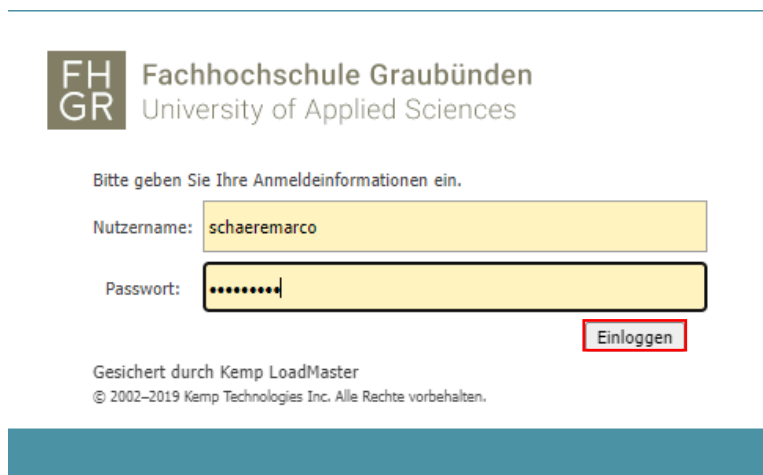 FH
GR
Fachhochschule Graubünden
University of Applied Sciences
Bitte geben Sie Ihre Anmeldeinformationen ein.
Nutzername: schaeremarco
Passwort: •••••••••
Einloggen
Gesichert durch Kemp LoadMaster
© 2002–2019 Kemp Technologies Inc. Alle Rechte vorbehalten.